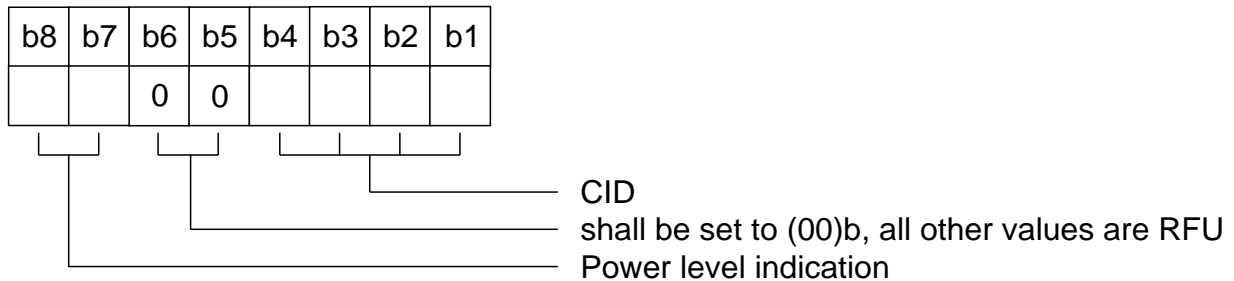 b8 b7 b6 b5 b4 b3 b2 b1
0 0
CID
shall be set to (00)b, all other values are RFU
Power level indication